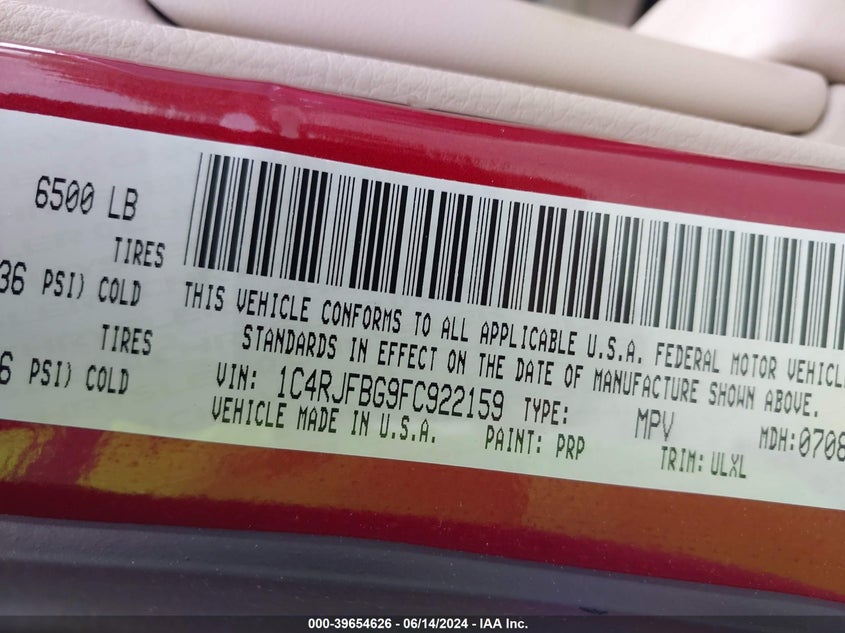 6500 LB
TIRES
36 PSI) COLD
THIS VEHICLE CONFORMS TO ALL APPLICABLE U.S.A. FEDERAL MOTOR VEHICLE
TIRES
STANDARDS IN EFFECT ON THE DATE OF MANUFACTURE SHOWN ABOVE.
6 PSI) COLD
VIN: 1C4RJFBG9FC922159 TYPE: MPV MDH:0708
VEHICLE MADE IN U.S.A. PAINT: PRP TRIM: ULXL
000-39654626 - 06/14/2024 - IAA Inc.